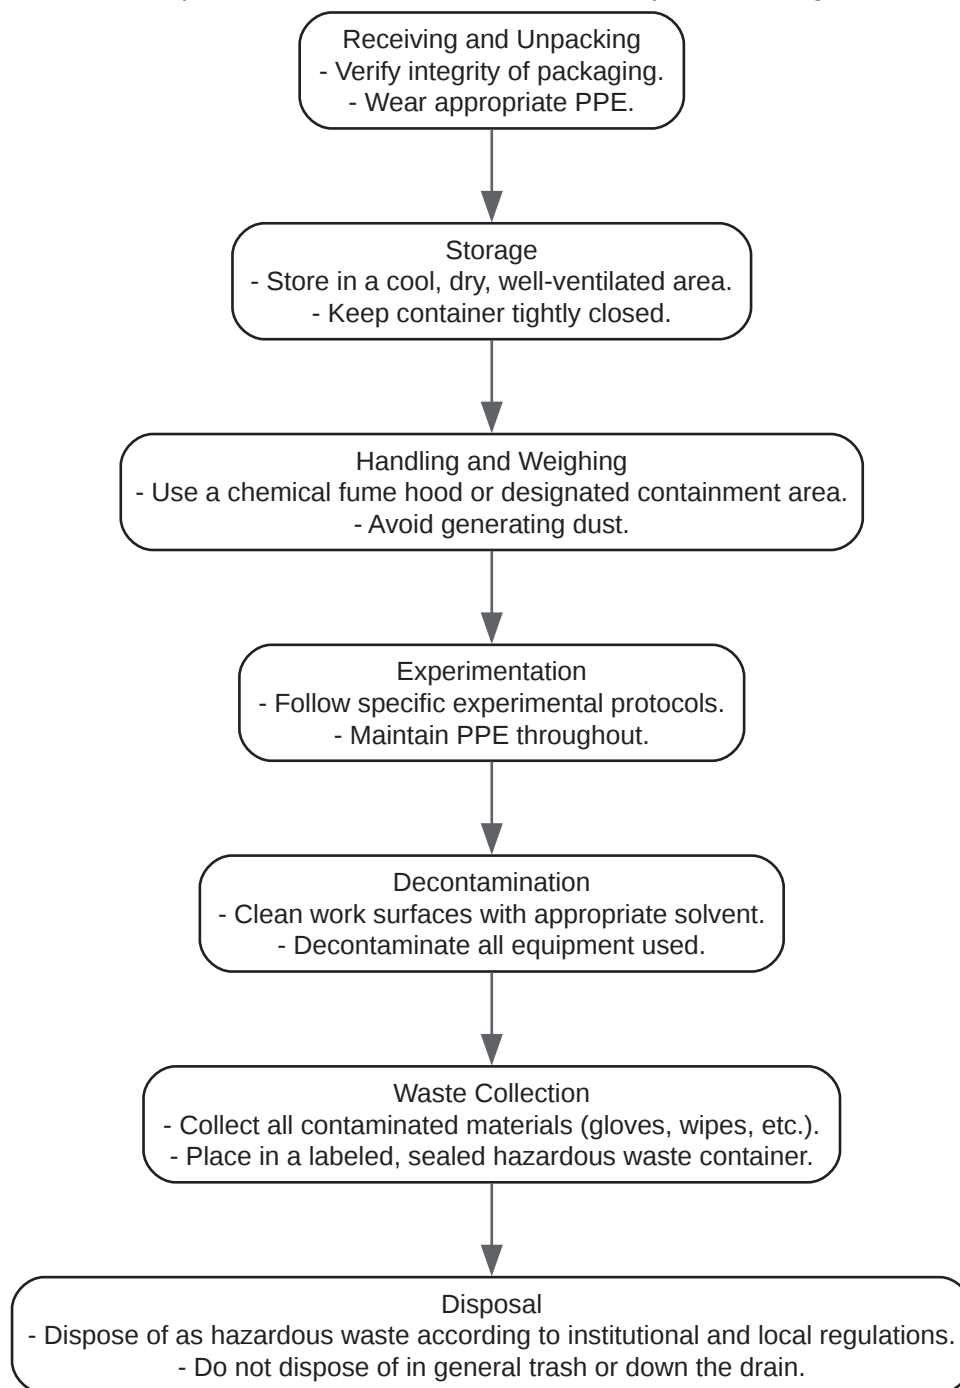 Receiving and Unpacking
- Verify integrity of packaging.
- Wear appropriate PPE.
Storage
- Store in a cool, dry, well-ventilated area.
- Keep container tightly closed.
Handling and Weighing
- Use a chemical fume hood or designated containment area.
- Avoid generating dust.
Experimentation
- Follow specific experimental protocols.
- Maintain PPE throughout.
Decontamination
- Clean work surfaces with appropriate solvent.
- Decontaminate all equipment used.
Waste Collection
- Collect all contaminated materials (gloves, wipes, etc.).
- Place in a labeled, sealed hazardous waste container.
Disposal
- Dispose of as hazardous waste according to institutional and local regulations.
- Do not dispose of in general trash or down the drain.